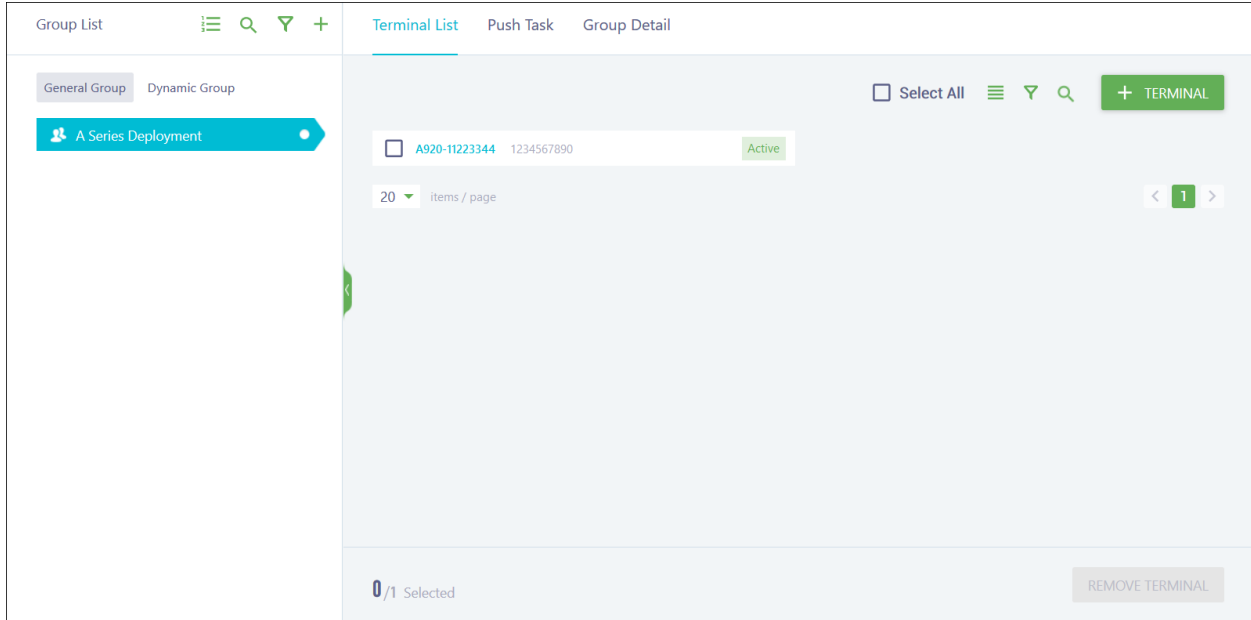 Group List
Terminal List Push Task Group Detail
General Group Dynamic Group
A Series Deployment
Select All
+ TERMINAL
A920-11223344 1234567890 Active
20 items / page
< 1 >
0/1 Selected
REMOVE TERMINAL